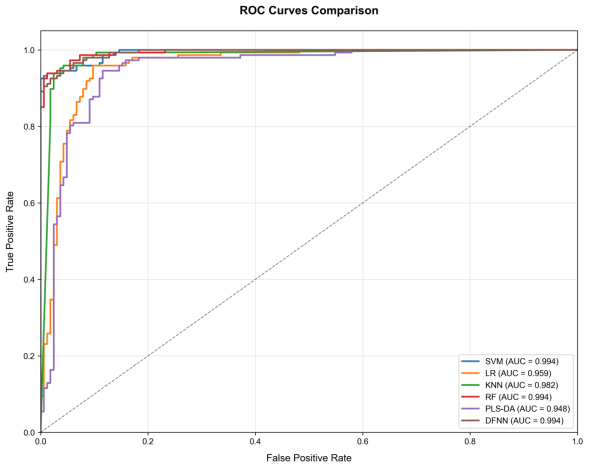 ROC Curves Comparison
True Positive Rate
1.0
0.8
0.6
0.4
0.2
0.0
0.0 0.2 0.4 0.6 0.8 1.0
False Positive Rate
SVM (AUC = 0.994)
LR (AUC = 0.959)
KNN (AUC = 0.982)
RF (AUC = 0.994)
PLS-DA (AUC = 0.948)
DFNN (AUC = 0.994)